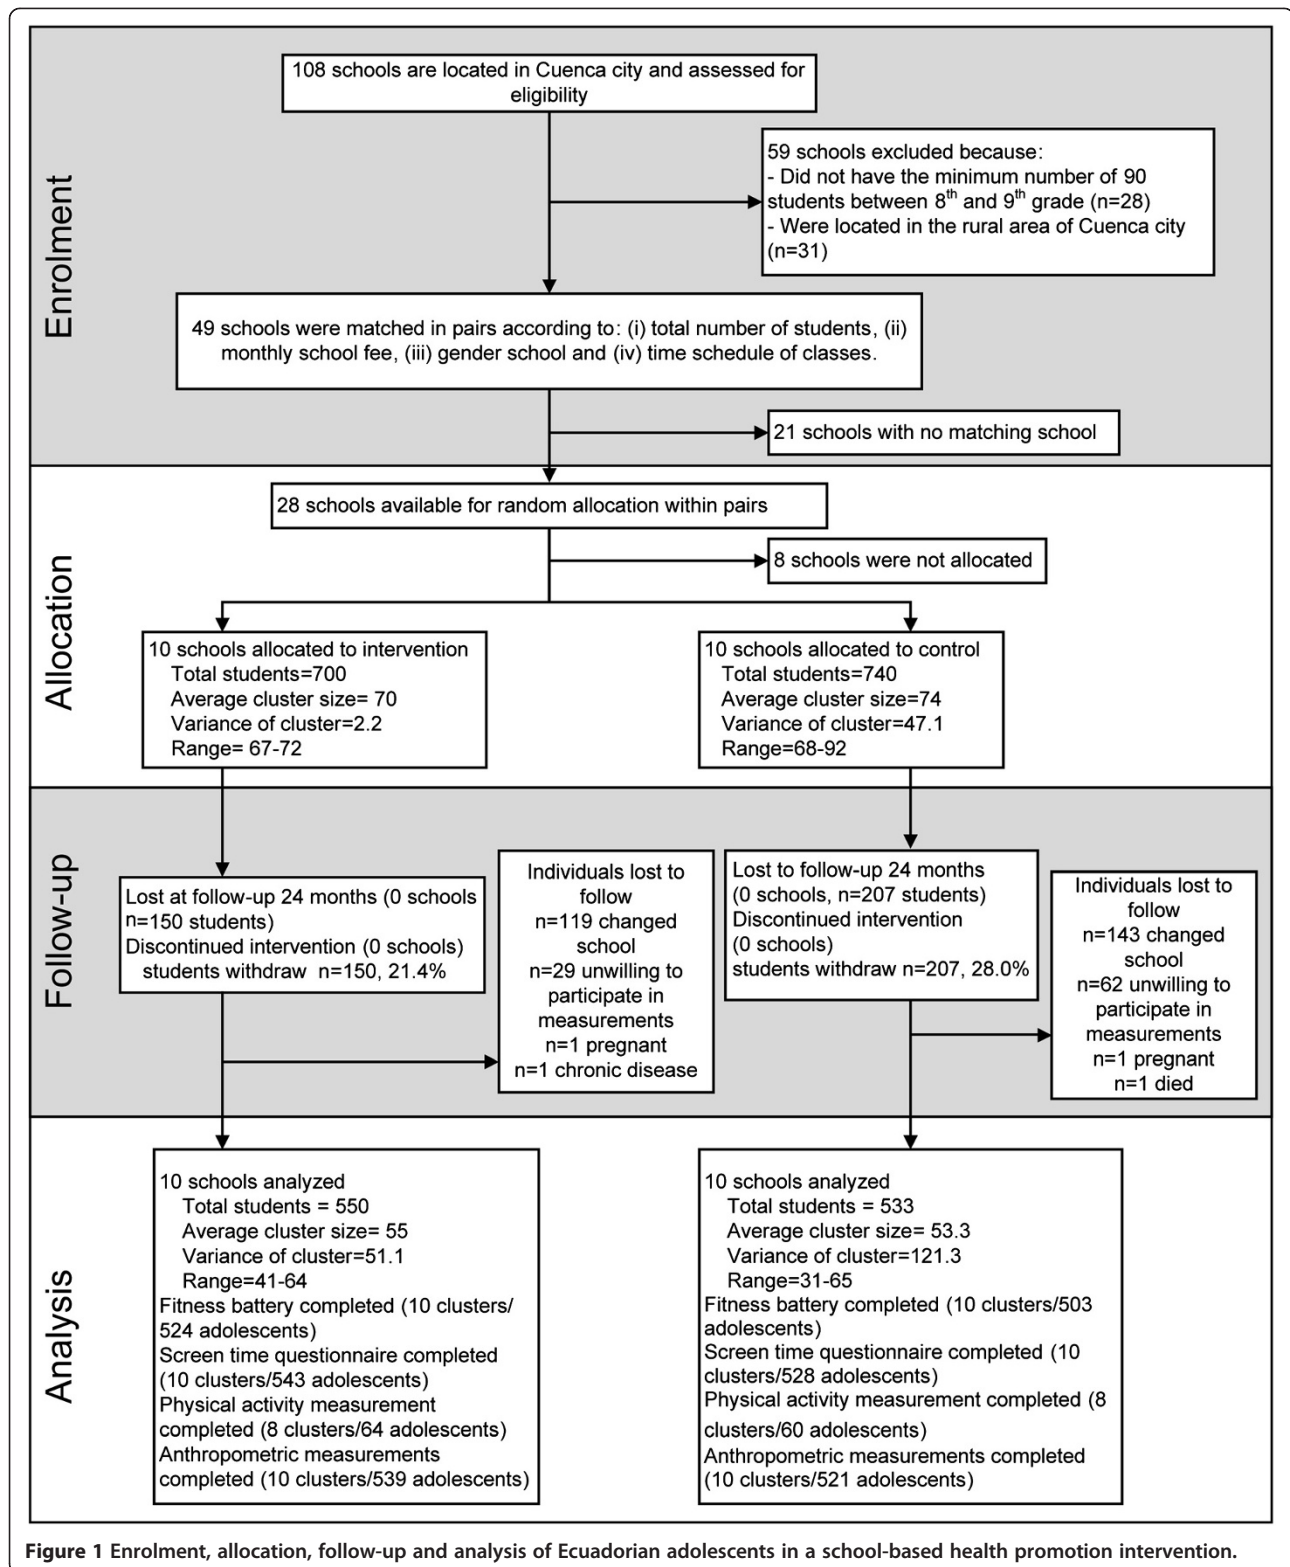 Enrolment
108 schools are located in Cuenca city and assessed for
eligibility
59 schools excluded because:
- Did not have the minimum number of 90
students between 8th and 9th grade (n=28)
- Were located in the rural area of Cuenca city
(n=31)
49 schools were matched in pairs according to: (i) total number of students, (ii)
monthly school fee, (iii) gender school and (iv) time schedule of classes.
21 schools with no matching school
Allocation
28 schools available for random allocation within pairs
8 schools were not allocated
10 schools allocated to intervention
Total students=700
Average cluster size= 70
Variance of cluster=2.2
Range= 67-72
10 schools allocated to control
Total students=740
Average cluster size=74
Variance of cluster=47.1
Range=68-92
Follow-up
Lost at follow-up 24 months (0 schools
n=150 students)
Discontinued intervention (0 schools)
students withdraw n=150, 21.4%
Individuals lost to
follow
n=119 changed
school
n=29 unwilling to
participate in
measurements
n=1 pregnant
n=1 chronic disease
Lost to follow-up 24 months
(0 schools, n=207 students)
Discontinued intervention
(0 schools)
students withdraw n=207, 28.0%
Individuals lost to
follow
n=143 changed
school
n=62 unwilling to
participate in
measurements
n=1 pregnant
n=1 died
Analysis
10 schools analyzed
Total students = 550
Average cluster size= 55
Variance of cluster=51.1
Range=41-64
Fitness battery completed (10 clusters/
524 adolescents)
Screen time questionnaire completed
(10 clusters/543 adolescents)
Physical activity measurement
completed (8 clusters/64 adolescents)
Anthropometric measurements
completed (10 clusters/539 adolescents)
10 schools analyzed
Total students = 533
Average cluster size= 53.3
Variance of cluster=121.3
Range=31-65
Fitness battery completed (10 clusters/503
adolescents)
Screen time questionnaire completed (10
clusters/528 adolescents)
Physical activity measurement completed (8
clusters/60 adolescents)
Anthropometric measurements completed
(10 clusters/521 adolescents)
Figure 1 Enrolment, allocation, follow-up and analysis of Ecuadorian adolescents in a school-based health promotion intervention.